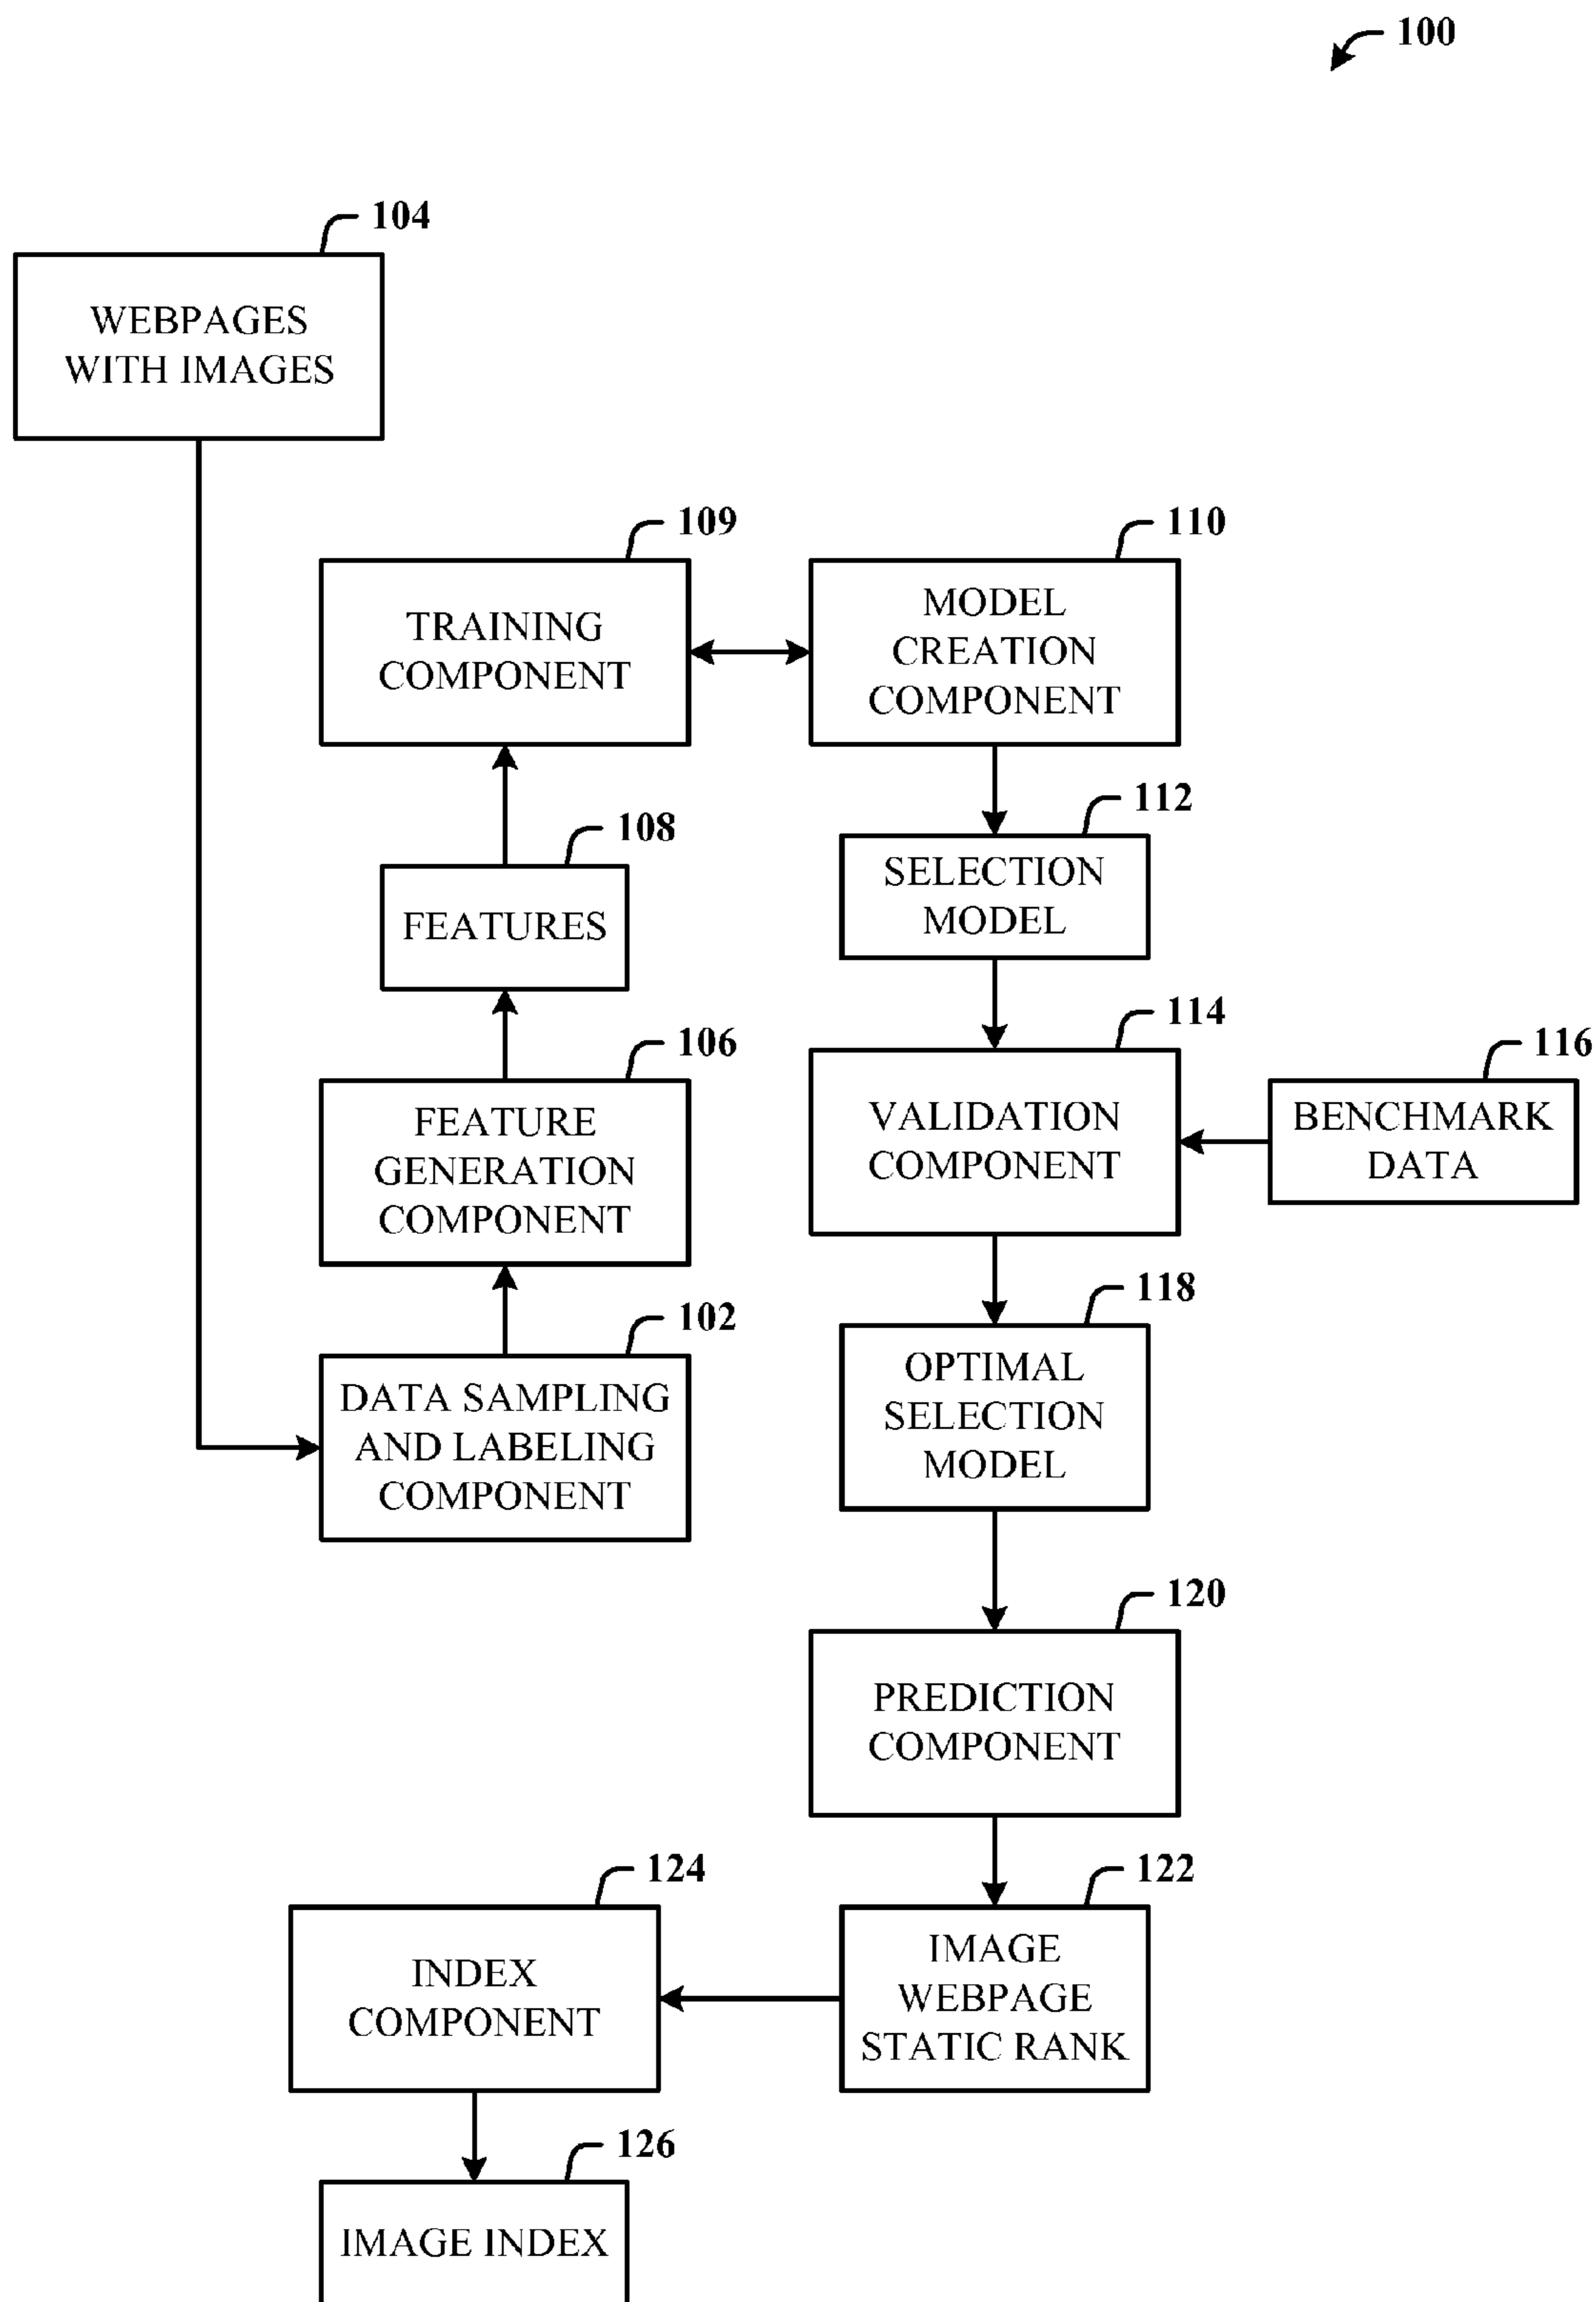 100
104
WEBPAGES
WITH IMAGES
109
TRAINING
COMPONENT
110
MODEL
CREATION
COMPONENT
112
SELECTION
MODEL
108
FEATURES
114
VALIDATION
COMPONENT
116
BENCHMARK
DATA
106
FEATURE
GENERATION
COMPONENT
118
OPTIMAL
SELECTION
MODEL
102
DATA SAMPLING
AND LABELING
COMPONENT
120
PREDICTION
COMPONENT
124
INDEX
COMPONENT
122
IMAGE
WEBPAGE
STATIC RANK
126
IMAGE INDEX